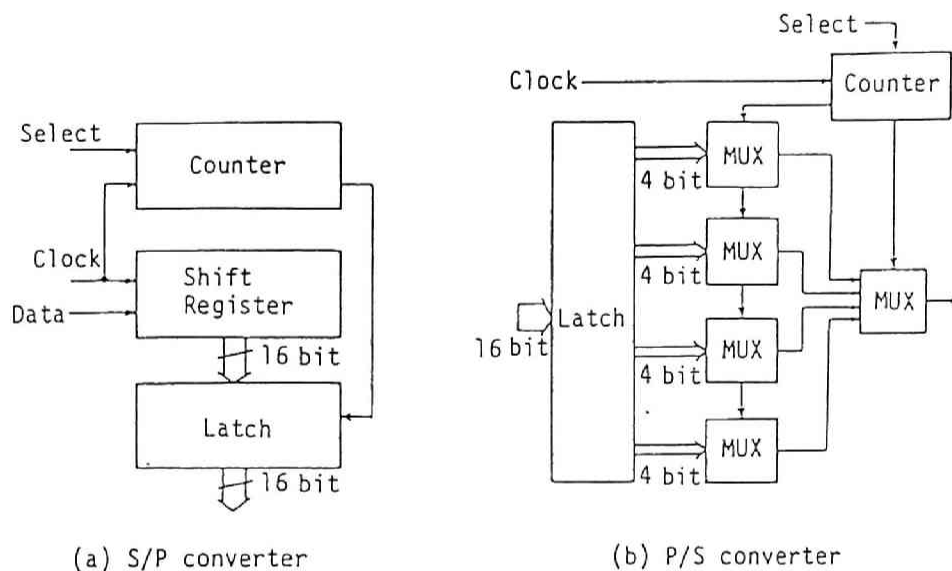 Select
Counter
Clock
Shift
Register
Data
16 bit
Latch
16 bit
(a) S/P converter
Select
Clock
Counter
MUX
4 bit
MUX
4 bit
16 bit
Latch
MUX
MUX
4 bit
MUX
4 bit
(b) P/S converter